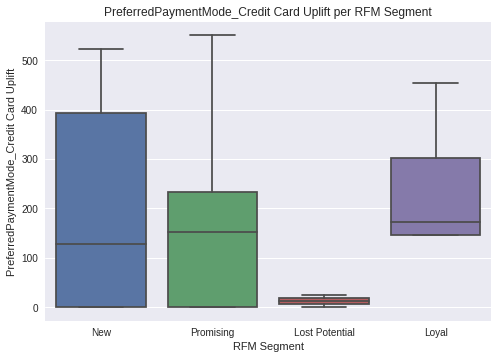 PreferredPaymentMode_Credit Card Uplift per RFM Segment
PreferredPaymentMode_Credit Card Uplift
500
400
300
200
100
0
New Promising Lost Potential Loyal
RFM Segment